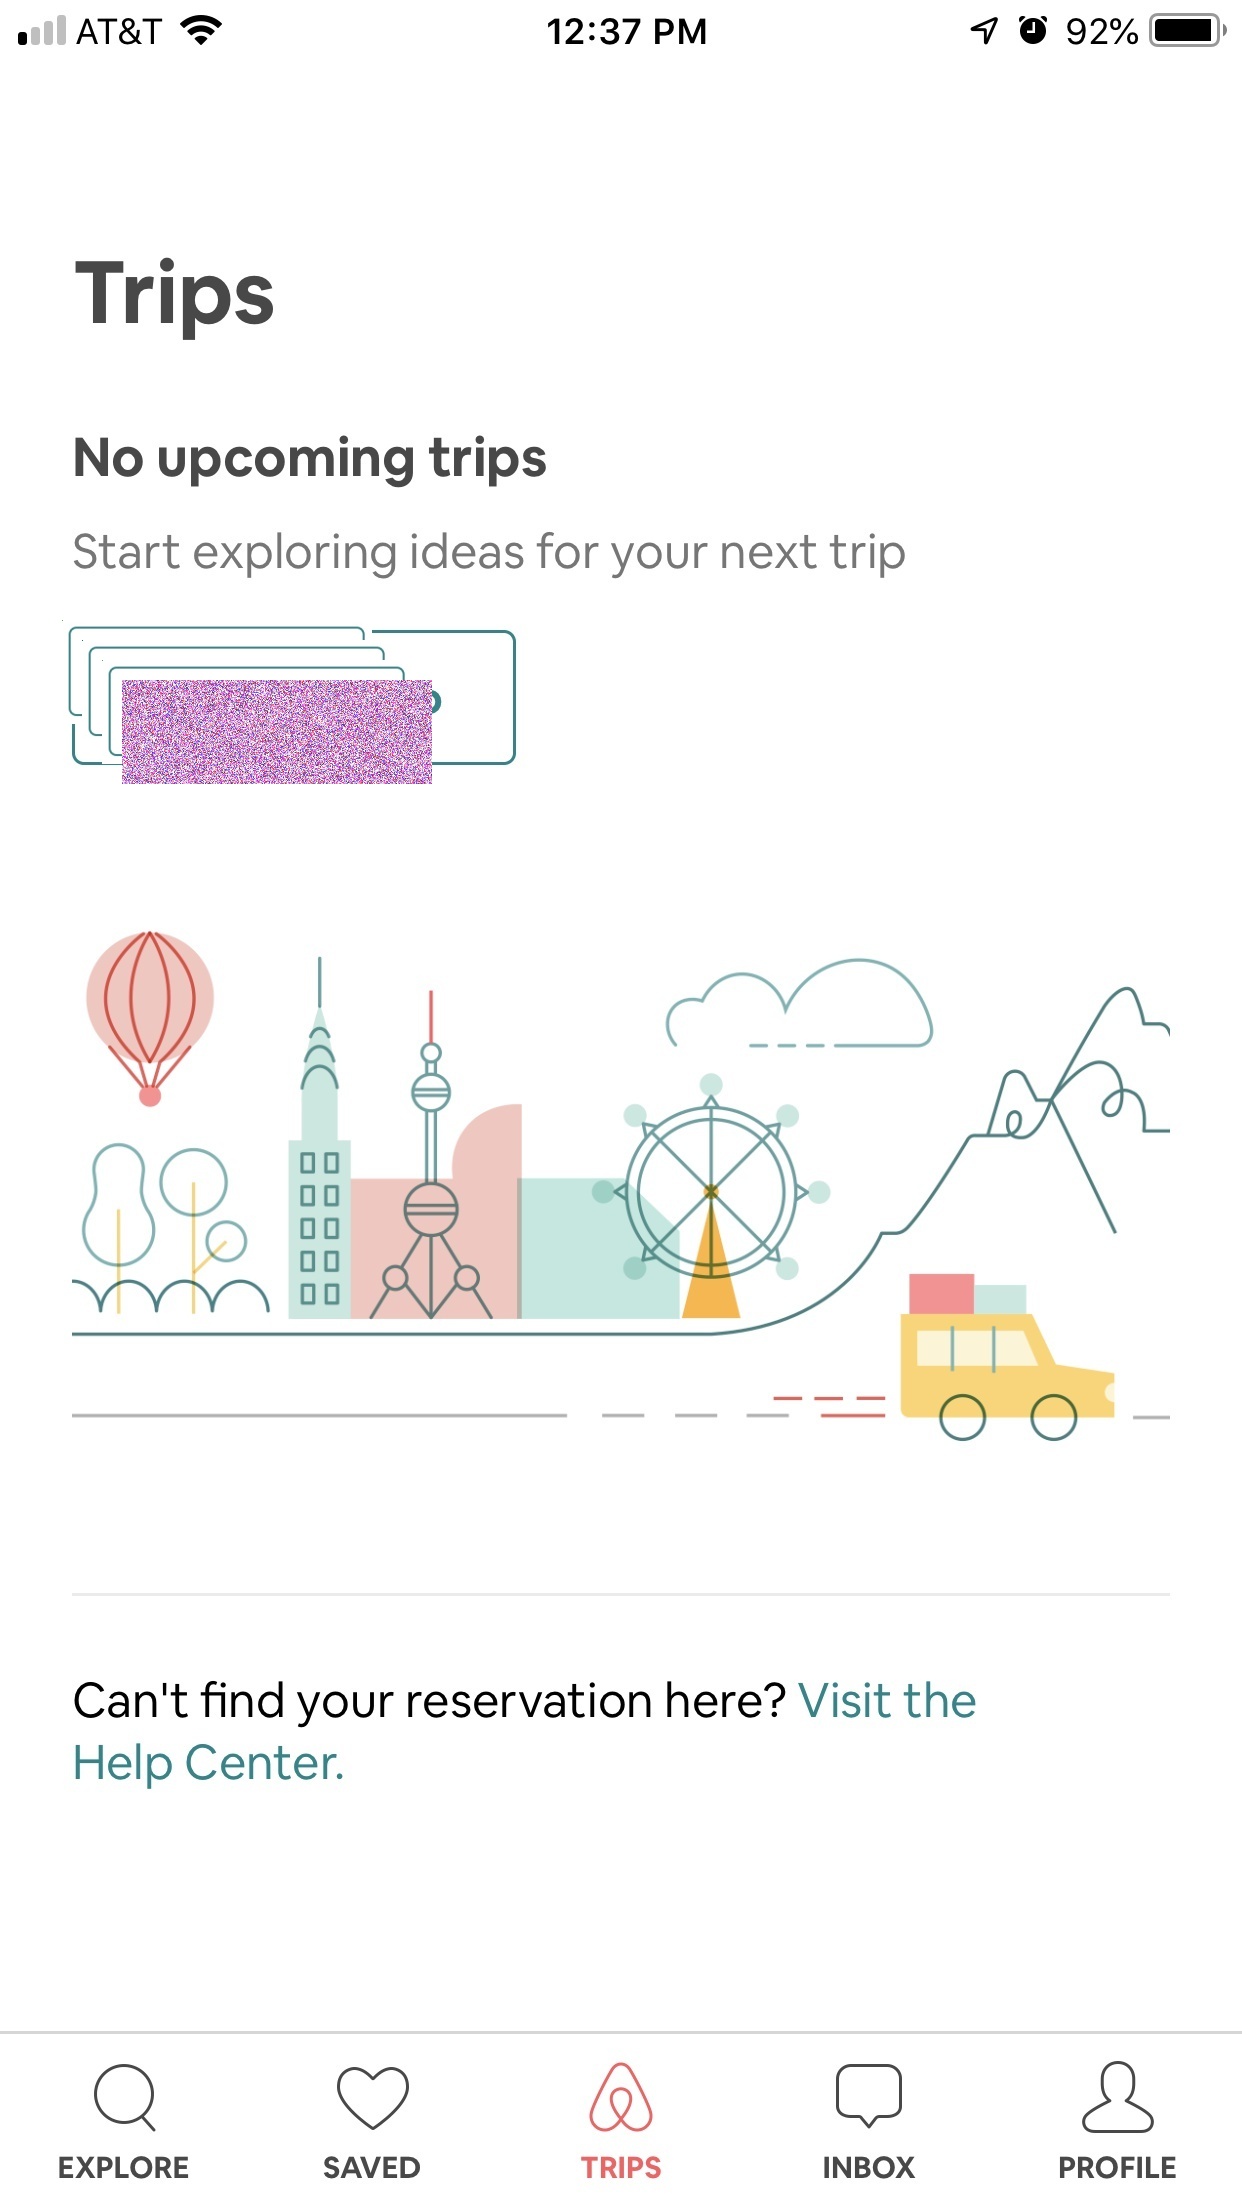 AT&T 12:37 PM 92%
Trips
No upcoming trips
Start exploring ideas for your next trip
Can't find your reservation here? Visit the
Help Center.
EXPLORE SAVED TRIPS INBOX PROFILE